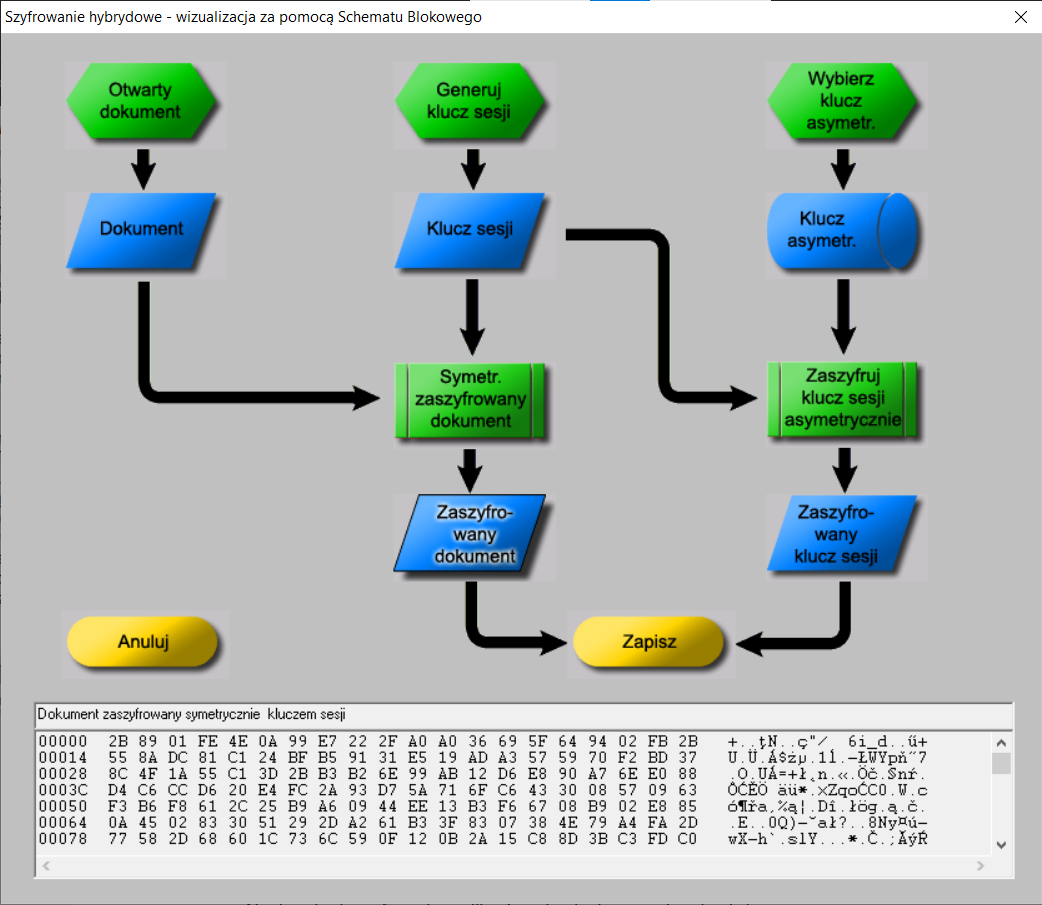 Szyfrowanie hybrydowe - wizualizacja za pomocą Schematu Blokowego
Otwarty
dokument
Generuj
klucz sesji
Wybierz
klucz
asymetr.
Dokument
Klucz sesji
Klucz
asymetr.
Symetr.
zaszyfrowany
dokument
Zaszyfruj
klucz sesji
asymetrycznie
Zaszyfro-
wany
dokument
Zaszyfro-
wany
klucz sesji
Anuluj
Zapisz
Dokument zaszyfrowany symetrycznie kluczem sesji
00000 2B 89 01 FE 4E 0A 99 E7 22 2F A0 A0 36 69 5F 64 94 02 FB 2B +..ţN..ç"/  6i_d..ű+
00014 55 8A DC 81 C1 24 BF B5 91 31 E5 19 AD A3 57 59 70 F2 BD 37
00028 8C 4F 1A 55 C1 3D 2B B3 B2 6E 99 AB 12 D6 E8 90 A7 6E E0 88
0003C D4 C6 CC D6 20 E4 FC 2A 93 D7 5A 71 6F C6 43 30 08 57 09 63
00050 F3 B6 F8 61 2C 25 B9 A6 09 44 EE 13 B3 F6 67 08 B9 02 E8 85
00064 0A 45 02 83 30 51 29 2D A2 61 B3 3F 83 07 38 4E 79 A4 FA 2D
00078 77 58 2D 68 60 1C 73 6C 59 0F 12 0B 2A 15 C8 8D 3B C3 FD C0